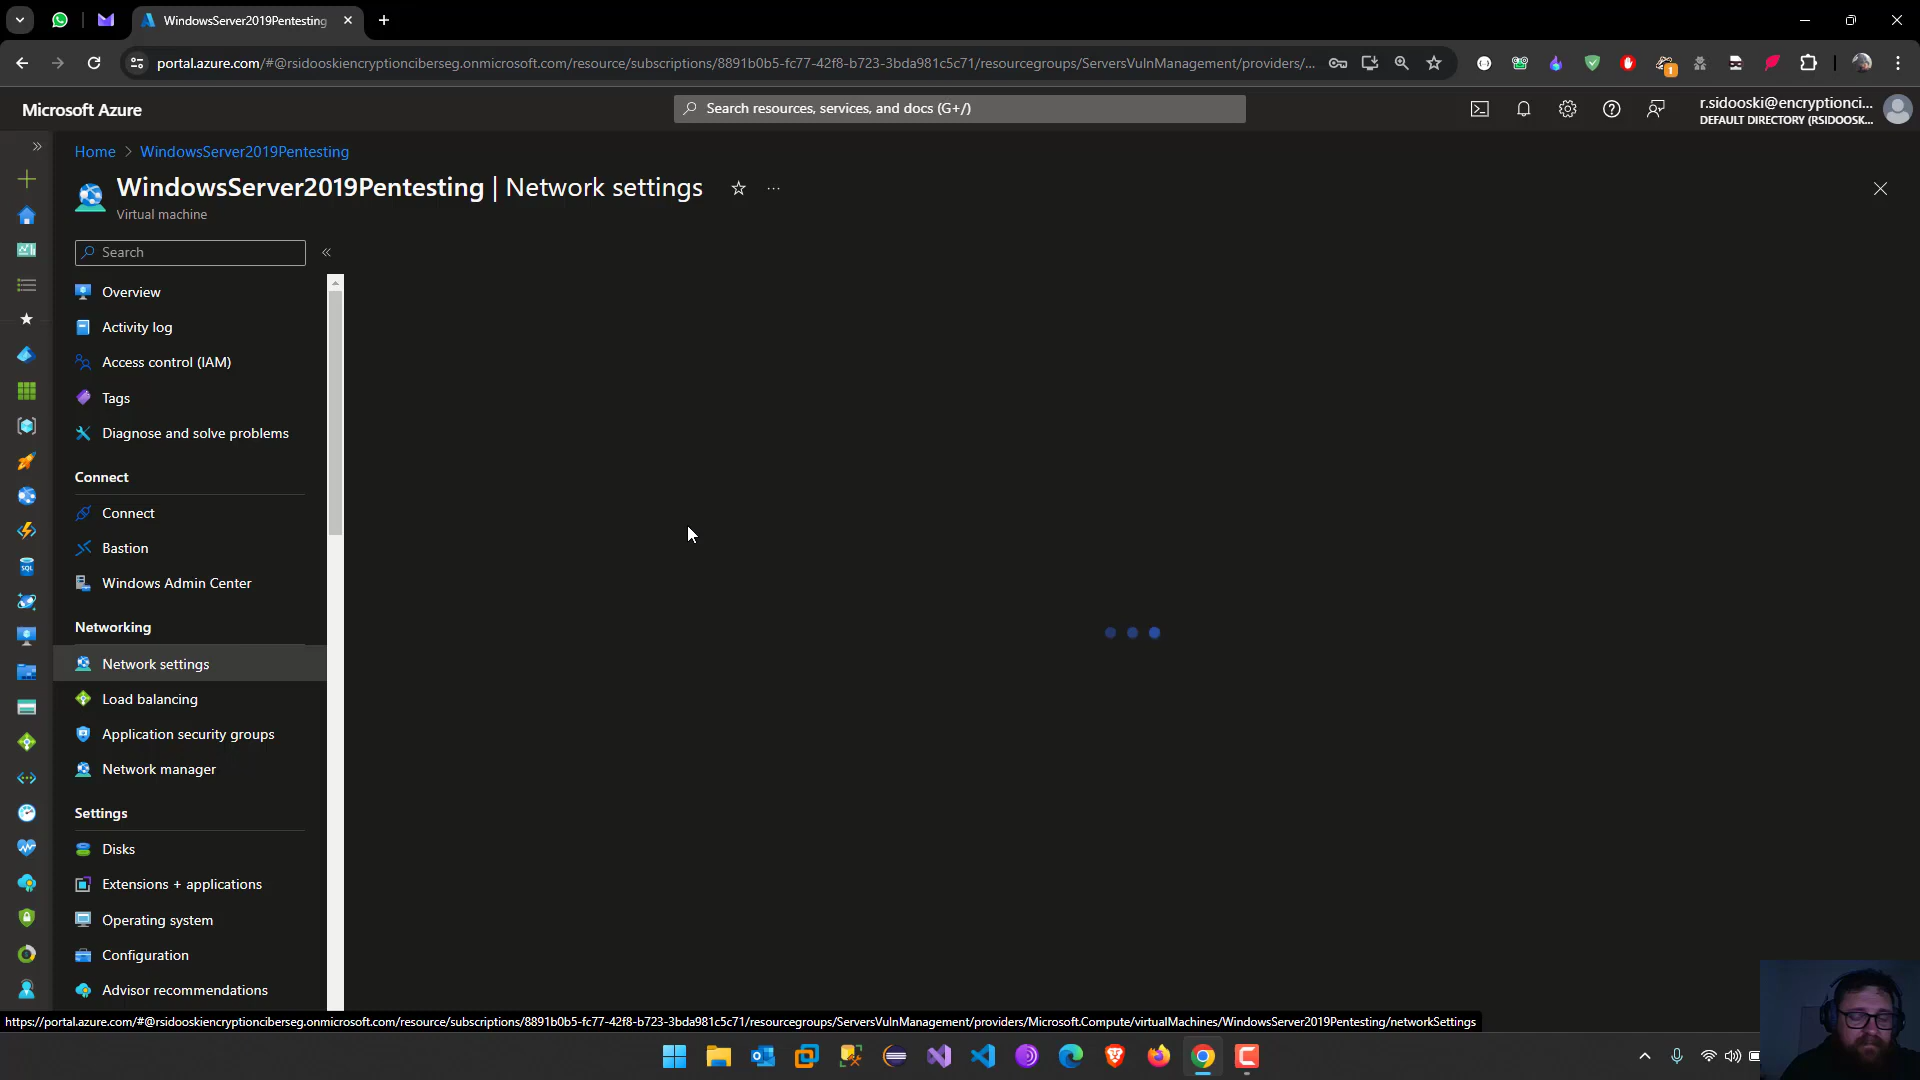 WindowsServer2019Pentesting
portal.azure.com/#@rsidooskiencryptionciberseg.onmicrosoft.com/resource/subscriptions/8891b0b5-fc77-42f8-b723-3bda981c5c71/resourcegroups/ServersVulnManagement/providers/...
1
Microsoft Azure
Search resources, services, and docs (G+/)
r.sidooski@encryptionci...
DEFAULT DIRECTORY (RSIDOOSK...
Home > WindowsServer2019Pentesting
WindowsServer2019Pentesting | Network settings
Virtual machine
Search
Overview
Activity log
Access control (IAM)
Tags
Diagnose and solve problems
Connect
Connect
Bastion
Windows Admin Center
Networking
Network settings
Load balancing
Application security groups
Network manager
Settings
Disks
Extensions + applications
Operating system
Configuration
Advisor recommendations
https://portal.azure.com/#@rsidooskiencryptionciberseg.onmicrosoft.com/resource/subscriptions/8891b0b5-fc77-42f8-b723-3bda981c5c71/resourcegroups/ServersVulnManagement/providers/Microsoft.Compute/virtualMachines/WindowsServer2019Pentesting/networkSettings